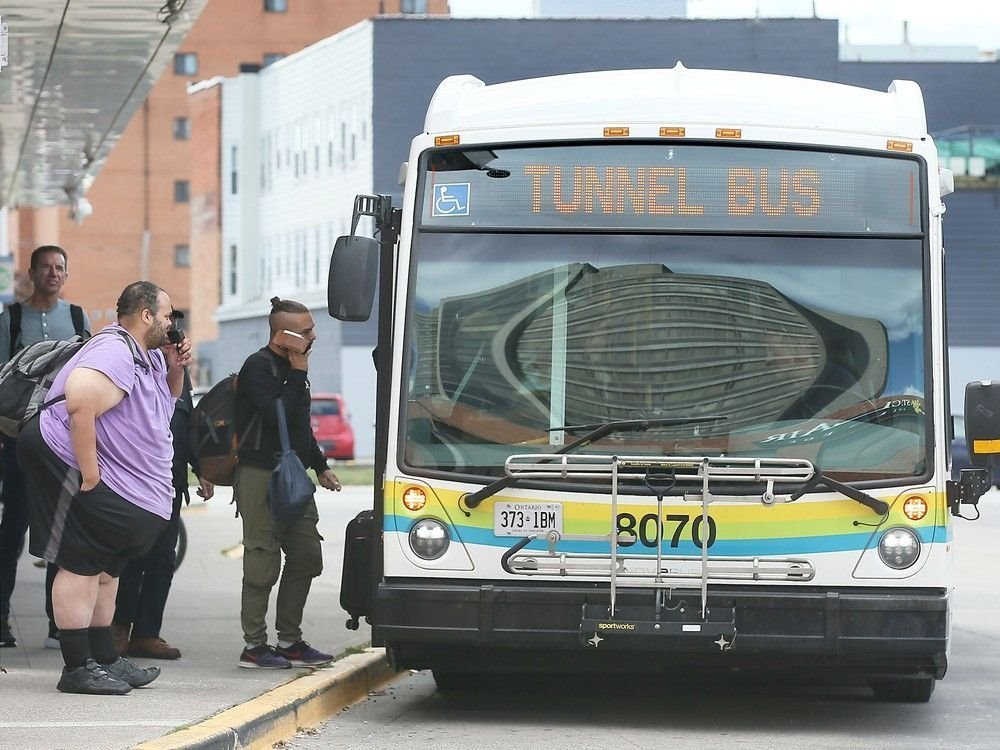 TUNNEL BUS
ONTARIO
373 1BM
8070
sportworks